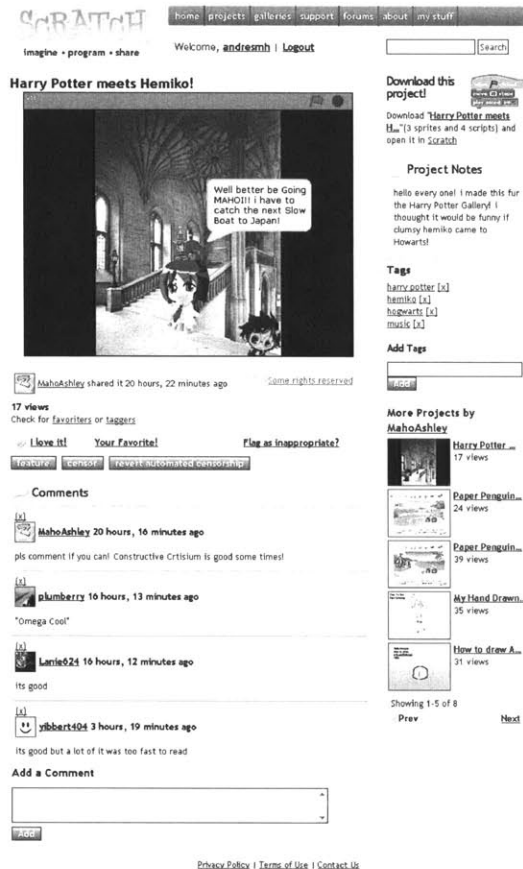 SCRATCH
imagine • program • share
home projects galleries support forums about my stuff
Welcome, andresmh | Logout
Search
Harry Potter meets Hemiko!
Well better be Going
MAHO!!! i have to
catch the next Slow
Boat to Japan!
MahoAshley shared it 20 hours, 22 minutes ago
Some rights reserved
17 views
Check for favoriters or taggers
I love it! Your Favorite! Flag as inappropriate?
feature censor revert automated censorship
Comments
[x]
MahoAshley 20 hours, 16 minutes ago
pls comment if you can! Constructive Crtisium is good some times!
[x]
plumberry 16 hours, 13 minutes ago
"Omega Cool"
[x]
Lanie624 16 hours, 12 minutes ago
its good
[x]
yibbert404 3 hours, 19 minutes ago
its good but a lot of it was too fast to read
Add a Comment
Add
Download this
project!
Download "Harry Potter meets
H..."(3 sprites and 4 scripts) and
open it in Scratch
Project Notes
hello every one! i made this fur
the Harry Potter Gallery! i
thouught it would be funny if
clumsy hemiko came to
Howarts!
Tags
harry potter [x]
hemiko [x]
hogwarts [x]
music [x]
Add Tags
Add
More Projects by
MahoAshley
Harry Potter ...
17 views
Paper Penguin...
24 views
Paper Penguin...
39 views
My Hand Drawn...
35 views
How to draw A...
31 views
Showing 1-5 of 8
Prev Next
Privacy Policy | Terms of Use | Contact Us